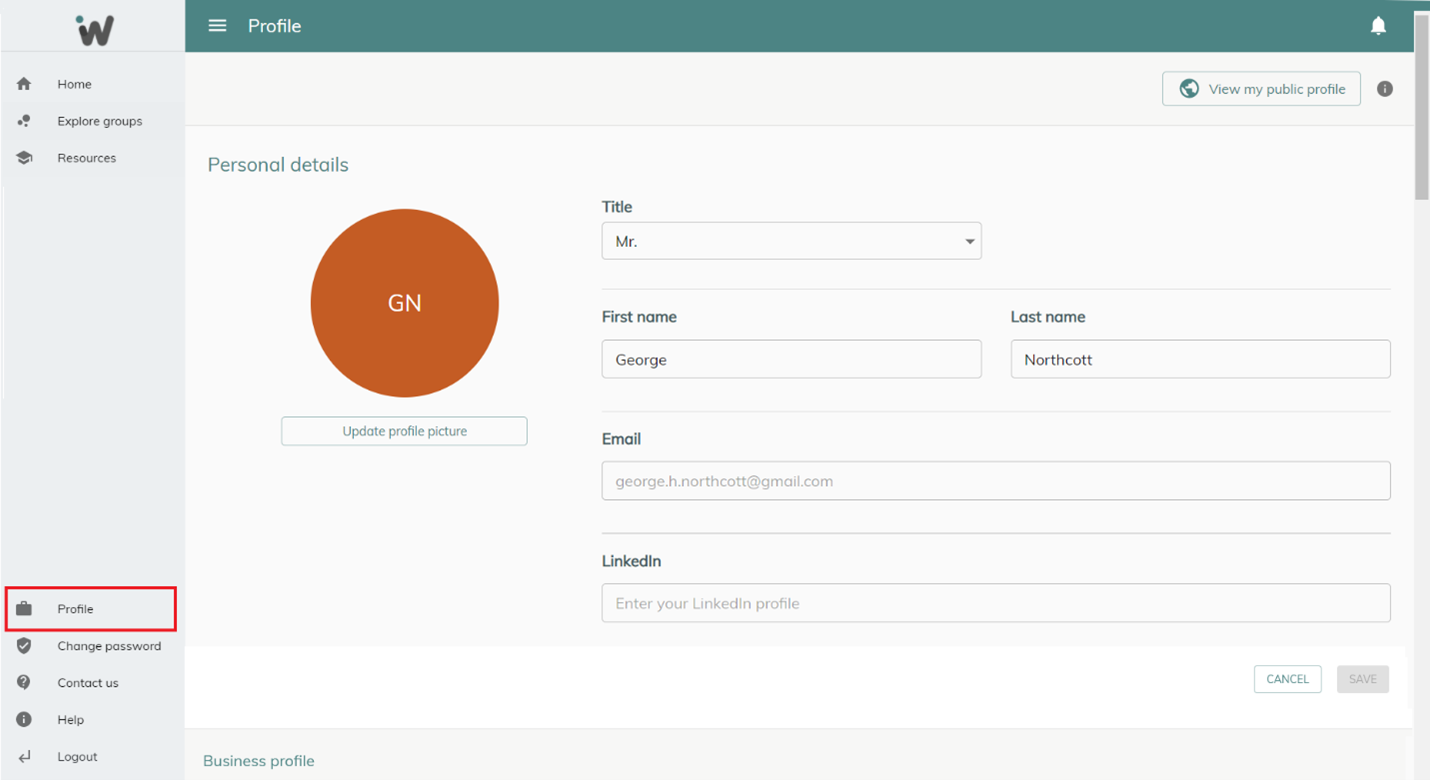 iW
Profile
Home
Explore groups
Resources
View my public profile
Personal details
GN
Update profile picture
Title
Mr.
First name
Last name
George
Northcott
Email
george.h.northcott@gmail.com
LinkedIn
Enter your LinkedIn profile
Profile
Change password
Contact us
Help
Logout
CANCEL
SAVE
Business profile